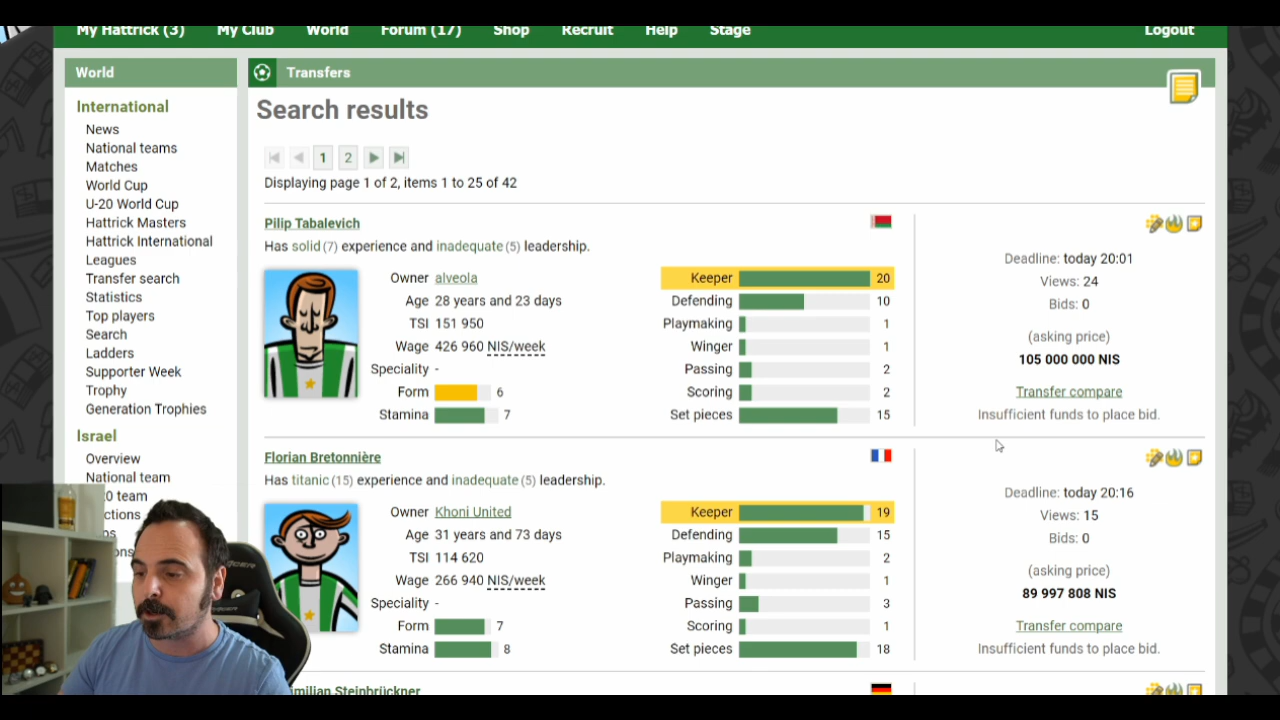 My Hattrick (3) My Club World Forum (17) Shop Recruit Help Stage Logout
World
International
News
National teams
Matches
World Cup
U-20 World Cup
Hattrick Masters
Hattrick International
Leagues
Transfer search
Statistics
Top players
Search
Ladders
Supporter Week
Trophy
Generation Trophies
Israel
Overview
National team
team
Transfers
Search results
1 2
Displaying page 1 of 2, items 1 to 25 of 42
Pilip Tabalevich
Has solid (7) experience and inadequate (5) leadership.
Owner alveola
Age 28 years and 23 days
TSI 151 950
Wage 426 960 NIS/week
Speciality -
Form 6
Stamina 7
Keeper 20
Defending 10
Playmaking 1
Winger 1
Passing 2
Scoring 2
Set pieces 15
Deadline: today 20:01
Views: 24
Bids: 0
(asking price)
105 000 000 NIS
Transfer compare
Insufficient funds to place bid.
Florian Bretonnière
Has titanic (15) experience and inadequate (5) leadership.
Owner Khoni United
Age 31 years and 73 days
TSI 114 620
Wage 266 940 NIS/week
Speciality -
Form 7
Stamina 8
Keeper 19
Defending 15
Playmaking 2
Winger 1
Passing 3
Scoring 1
Set pieces 18
Deadline: today 20:16
Views: 15
Bids: 0
(asking price)
89 997 808 NIS
Transfer compare
Insufficient funds to place bid.
Steinbrückner